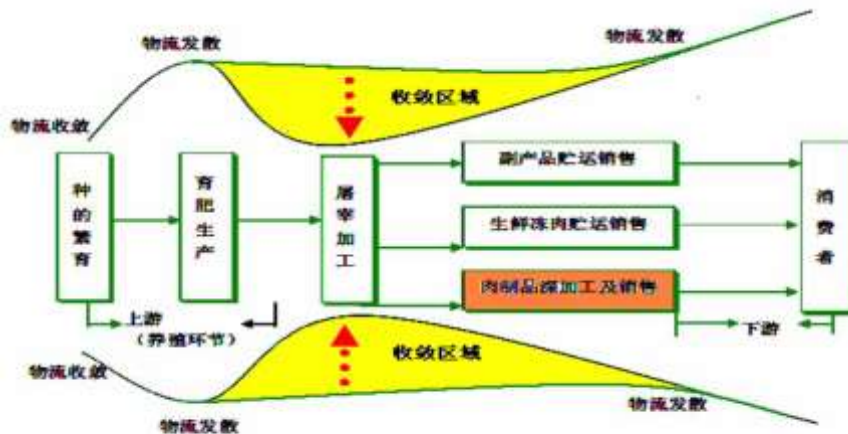 物流发散
物流发散
收敛区域
物流收敛
种的繁育
育肥生产
屠宰加工
副产品贮运销售
生鲜冻肉贮运销售
肉制品深加工及销售
消费者
上游
（养殖环节）
下游
物流收敛
收敛区域
物流发散
物流发散